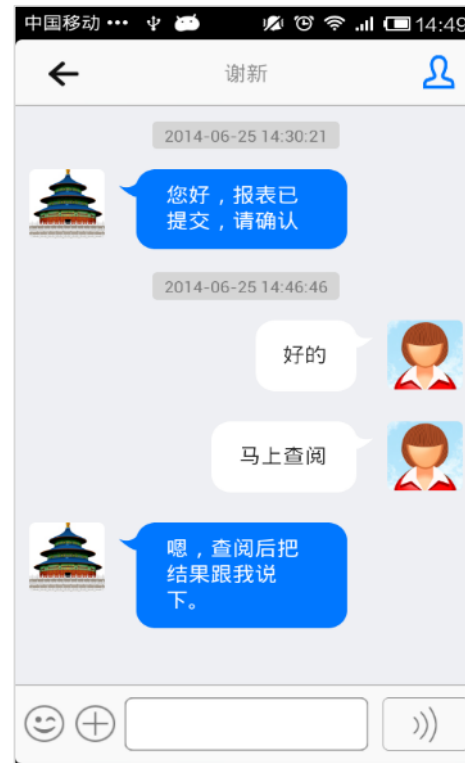 中国移动 ••• 14:49
谢新
2014-06-25 14:30:21
您好，报表已
提交，请确认
2014-06-25 14:46:46
好的
马上查阅
嗯，查阅后把
结果跟我说
下。